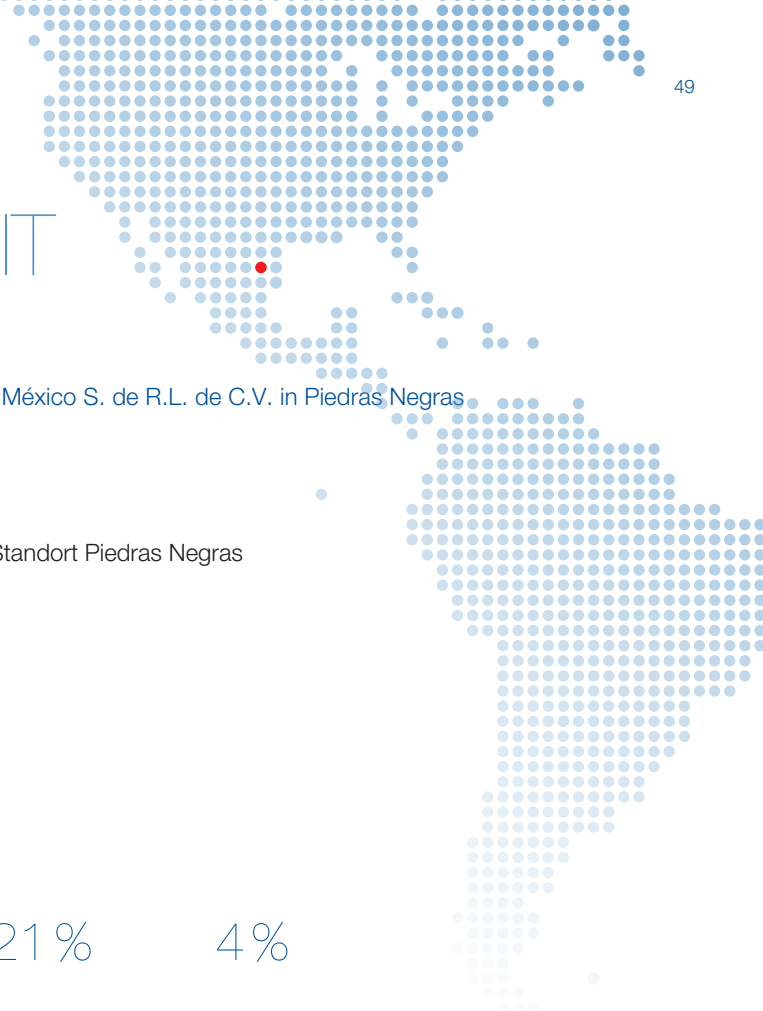 49
IT
México S. de R.L. de C.V. in Piedras Negras
Standort Piedras Negras
21 % 4 %